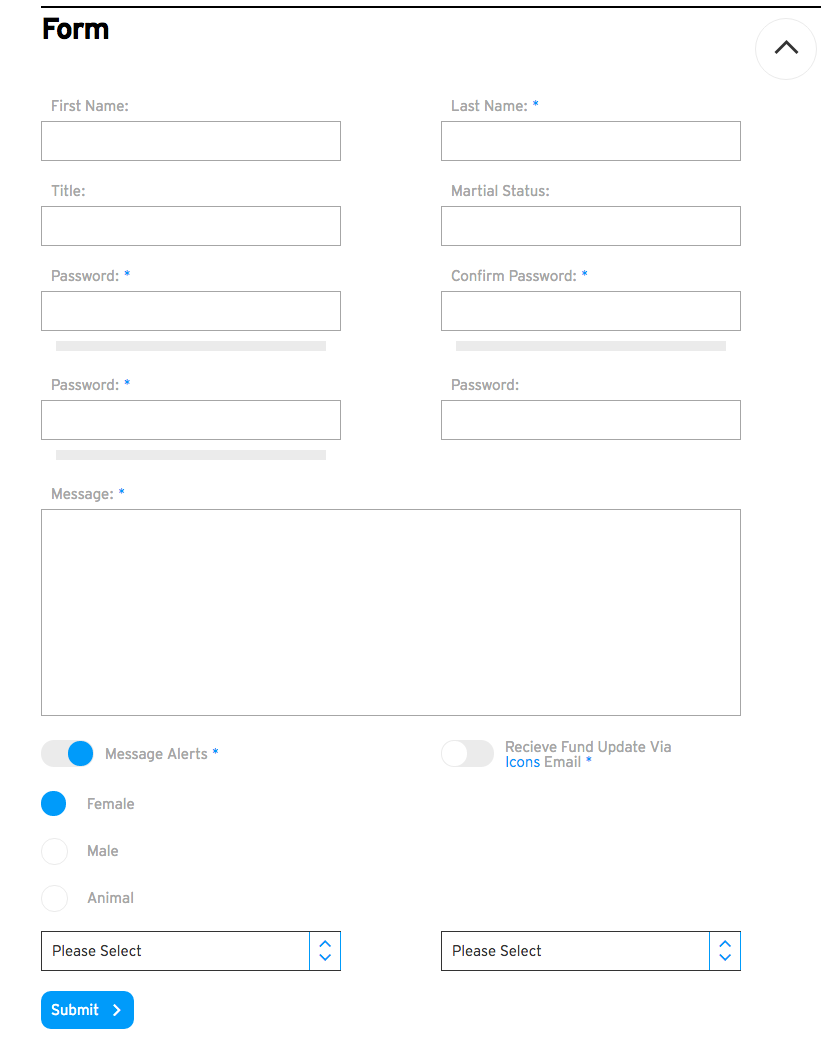 Form
First Name:
Last Name: *
Title:
Martial Status:
Password: *
Confirm Password: *
Password: *
Password:
Message: *
Message Alerts *
Recieve Fund Update Via
Icons Email *
Female
Male
Animal
Please Select
Please Select
Submit